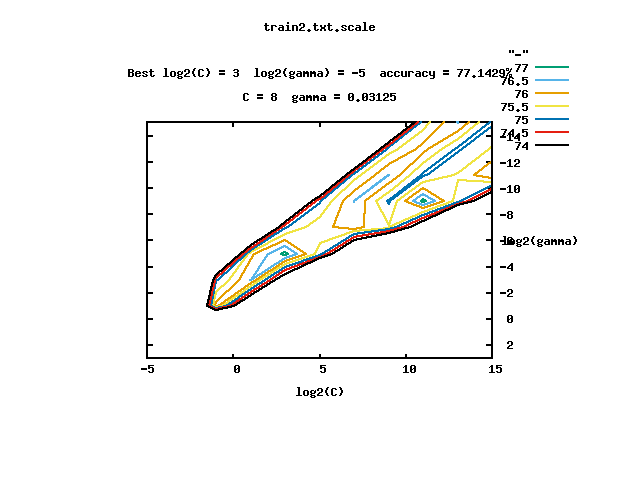 train2.txt.scale
"-"
Best log2(C) = 3  log2(gamma) = -5  accuracy = 77.1429%
77
76.5
76
75.5
75
74.5
74
C = 8  gamma = 0.03125
-14
-12
-10
-8
-6
log2(gamma)
-4
-2
0
2
-5 0 5 10 15
log2(C)